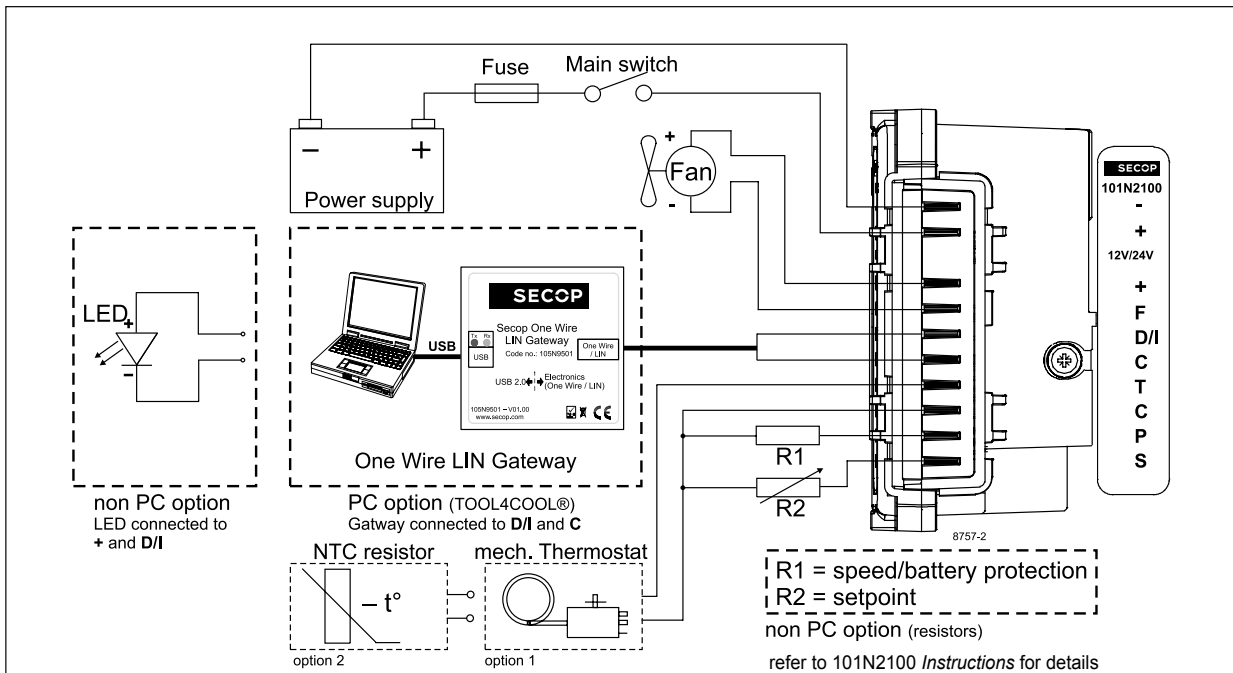 Fuse
Main switch
–
+
Power supply
+
Fan
-
SECOP
101N2100
-
+
12V/24V
+
F
D/I
C
T
C
P
S
LED
+
-
non PC option
LED connected to
+ and D/I
USB
SECOP
Secop One Wire
LIN Gateway
Code no.: 105N9501
Tx Rx
USB
One Wire
/ LIN
USB 2.0
Electronics
(One Wire / LIN)
105N9501 – V01.00
www.secop.com
CE
One Wire LIN Gateway
PC option (TOOL4COOL®)
Gatway connected to D/I and C
R1
R2
8757-2
NTC resistor
– t°
option 2
mech. Thermostat
option 1
R1 = speed/battery protection
R2 = setpoint
non PC option (resistors)
refer to 101N2100 Instructions for details